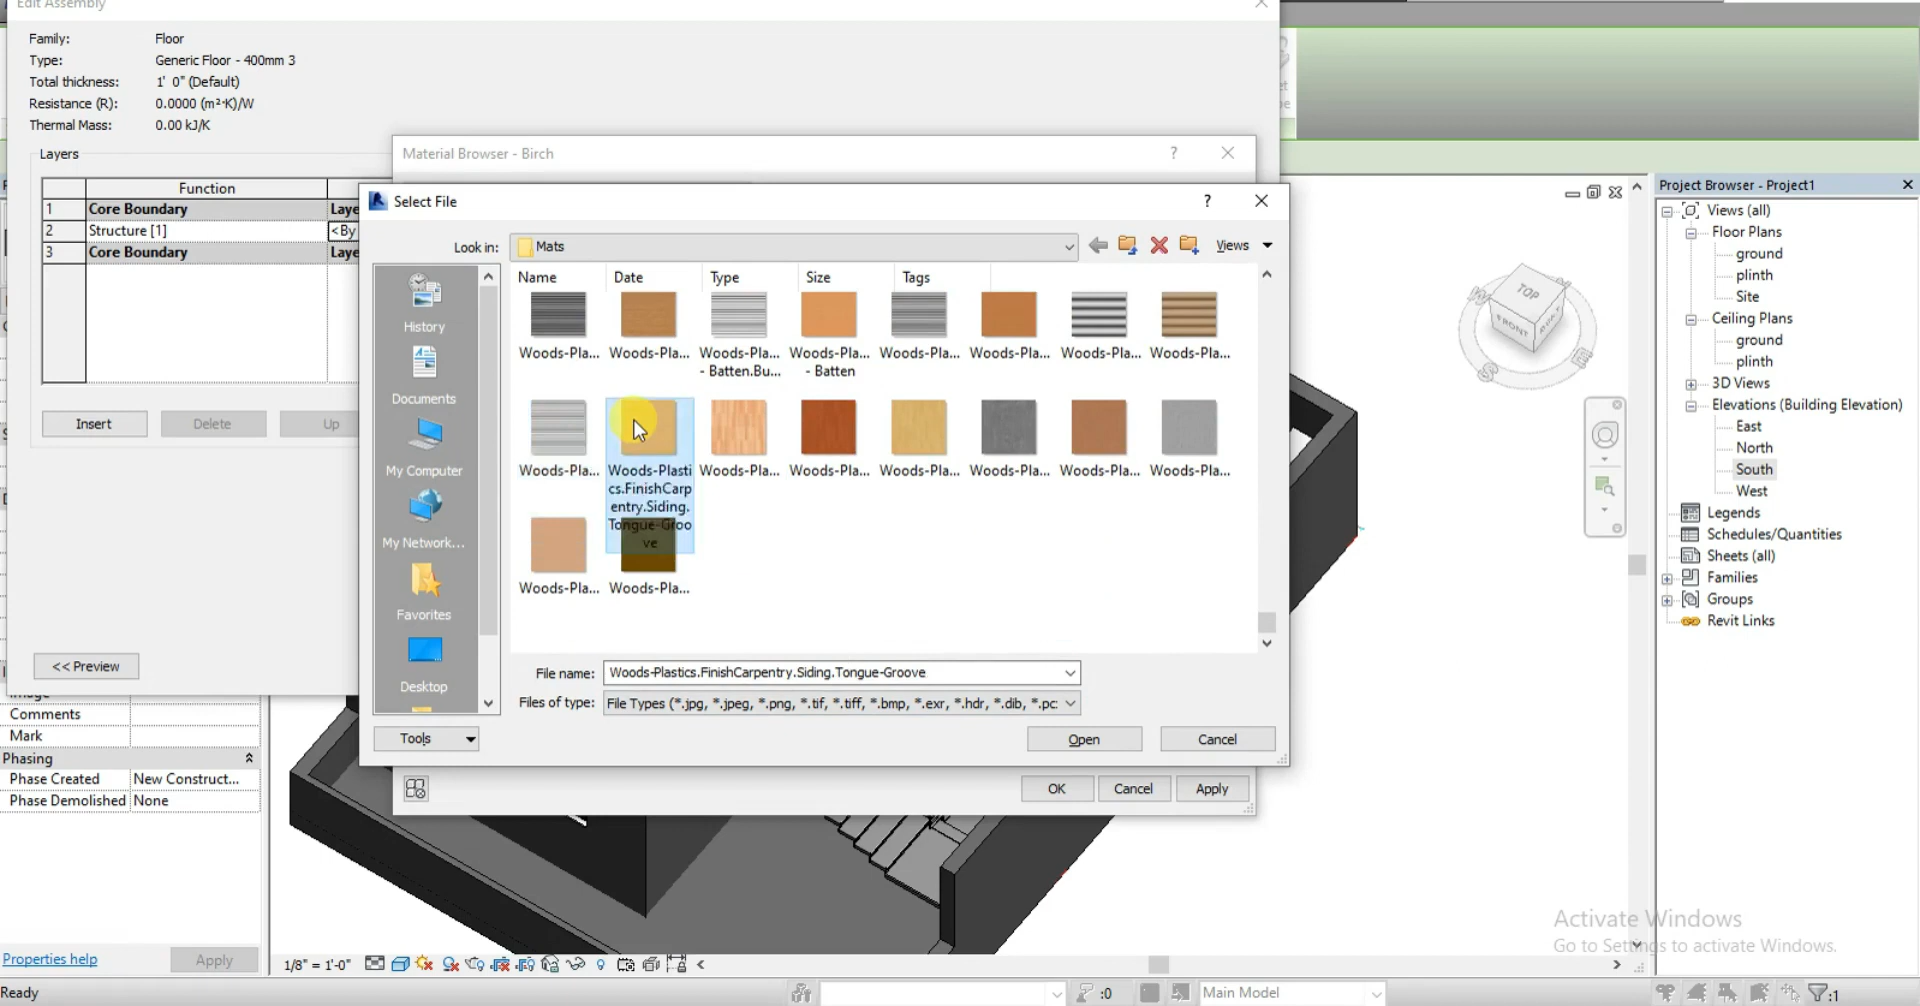 Edit Assembly
Family: Floor
Type: Generic Floor - 400mm 3
Total thickness: 1' 0" (Default)
Resistance (R): 0.0000 (m²·K)/W
Thermal Mass: 0.00 kJ/K
Layers
Function
1 Core Boundary Laye
2 Structure [1] <By
3 Core Boundary Laye
Insert Delete Up
<< Preview
Material Browser - Birch ?
OK Cancel Apply
Select File ?
Look in: Mats Views
Name Date Type Size Tags
History
Documents
My Computer
My Network...
Favorites
Desktop
Woods-Pla... Woods-Pla... Woods-Pla... Woods-Pla... Woods-Pla... Woods-Pla... Woods-Pla... Woods-Pla...
- Batten.Bu... - Batten
Woods-Pla... Woods-Plasti Woods-Pla... Woods-Pla... Woods-Pla... Woods-Pla... Woods-Pla... Woods-Pla...
cs.FinishCarp
entry.Siding.
Tongue-Groo
ve
Woods-Pla... Woods-Pla...
File name: Woods-Plastics.FinishCarpentry.Siding.Tongue-Groove
Files of type: File Types (*.jpg, *.jpeg, *.png, *.tif, *.tiff, *.bmp, *.exr, *.hdr, *.dib, *.pc:
Tools Open Cancel
Comments
Mark
Phasing
Phase Created New Construct...
Phase Demolished None
Properties help Apply
TOP
FRONT
W
S
E
Project Browser - Project1
Views (all)
Floor Plans
ground
plinth
Site
Ceiling Plans
ground
plinth
3D Views
Elevations (Building Elevation)
East
North
South
West
Legends
Schedules/Quantities
Sheets (all)
Families
Groups
Revit Links
Activate Windows
Go to Settings to activate Windows.
1/8" = 1'-0"
Ready :0 Main Model :1